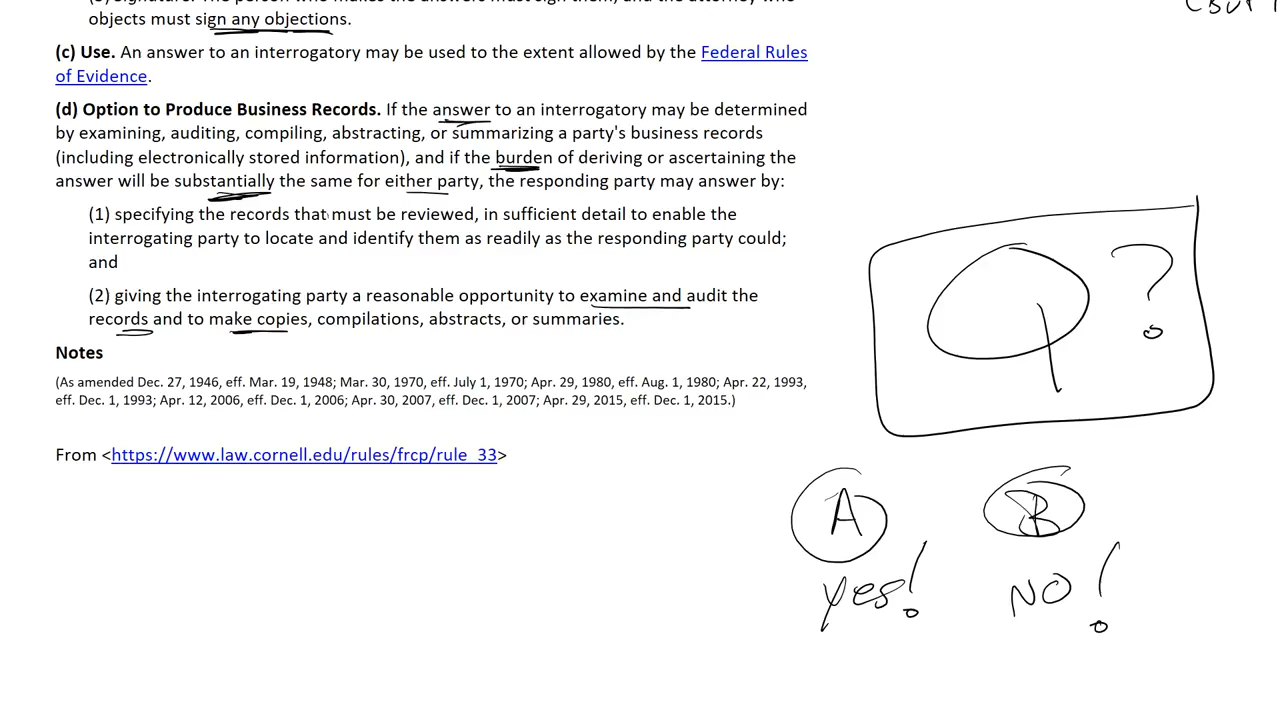 objects must sign any objections.
(c) Use. An answer to an interrogatory may be used to the extent allowed by the Federal Rules
of Evidence.
(d) Option to Produce Business Records. If the answer to an interrogatory may be determined
by examining, auditing, compiling, abstracting, or summarizing a party's business records
(including electronically stored information), and if the burden of deriving or ascertaining the
answer will be substantially the same for either party, the responding party may answer by:
(1) specifying the records that must be reviewed, in sufficient detail to enable the
interrogating party to locate and identify them as readily as the responding party could;
and
(2) giving the interrogating party a reasonable opportunity to examine and audit the
records and to make copies, compilations, abstracts, or summaries.
Notes
(As amended Dec. 27, 1946, eff. Mar. 19, 1948; Mar. 30, 1970, eff. July 1, 1970; Apr. 29, 1980, eff. Aug. 1, 1980; Apr. 22, 1993,
eff. Dec. 1, 1993; Apr. 12, 2006, eff. Dec. 1, 2006; Apr. 30, 2007, eff. Dec. 1, 2007; Apr. 29, 2015, eff. Dec. 1, 2015.)
From <https://www.law.cornell.edu/rules/frcp/rule_33>
Q ?
A B
Yes! NO!